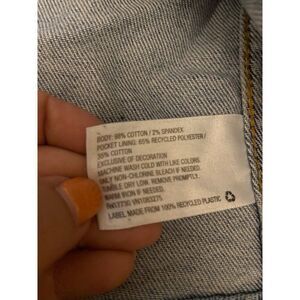 BODY: 98% COTTON / 2% SPANDEX
POCKET LINING: 65% RECYCLED POLYESTER /
35% COTTON
EXCLUSIVE OF DECORATION
MACHINE WASH COLD WITH LIKE COLORS.
ONLY NON-CHLORINE BLEACH IF NEEDED.
TUMBLE DRY LOW. REMOVE PROMPTLY.
WARM IRON IF NEEDED.
LABEL MADE FROM 100% RECYCLED PLASTIC